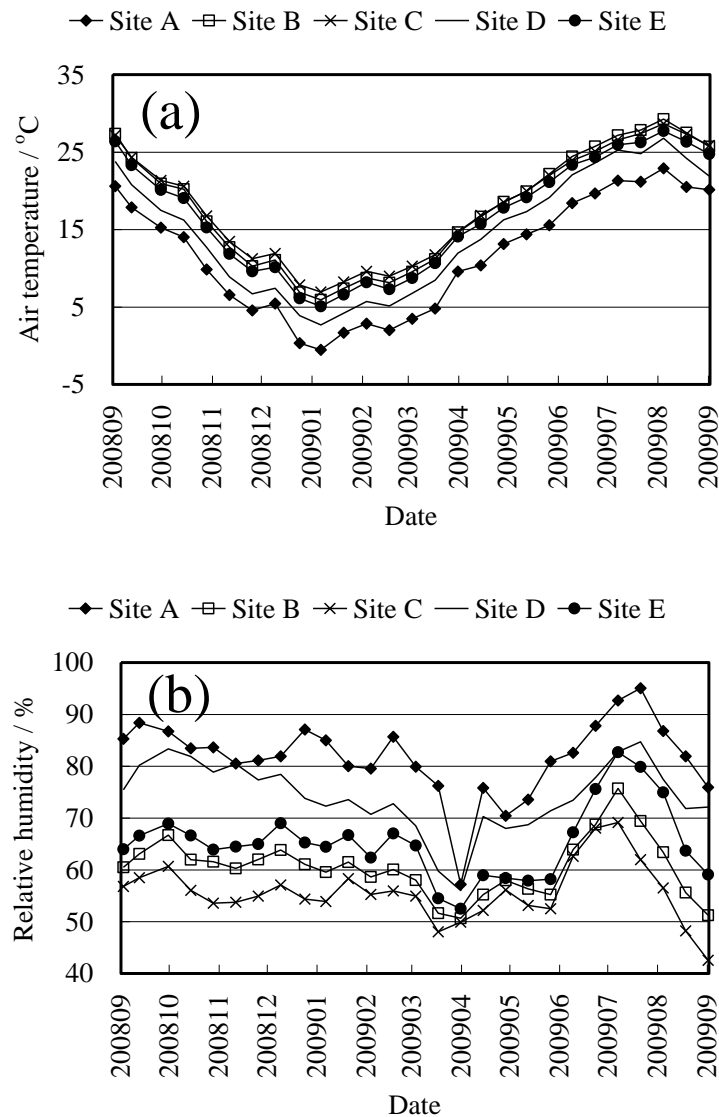 Site A Site B Site C Site D Site E
35
(a)
25
15
5
-5
Air temperature / °C
200809 200810 200811 200812 200901 200902 200903 200904 200905 200906 200907 200908 200909
Date
Site A Site B Site C Site D Site E
100
(b)
90
80
70
60
50
40
Relative humidity / %
200809 200810 200811 200812 200901 200902 200903 200904 200905 200906 200907 200908 200909
Date